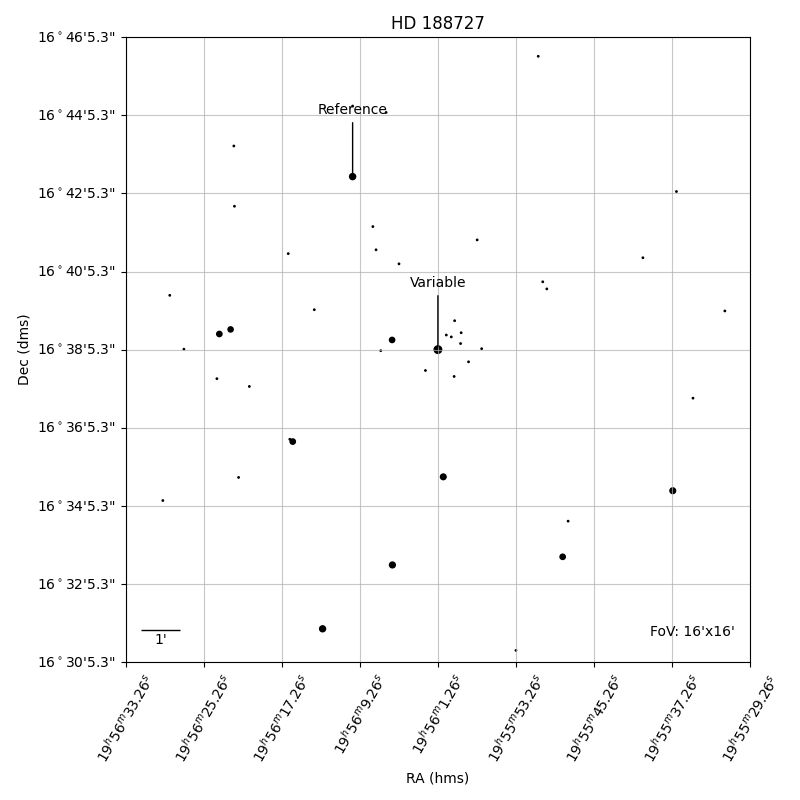 HD 188727
16°46'5.3"
16°44'5.3"
16°42'5.3"
16°40'5.3"
16°38'5.3"
16°36'5.3"
16°34'5.3"
16°32'5.3"
16°30'5.3"
Dec (dms)
Reference
Variable
1'
FoV: 16'x16'
19ʰ56ᵐ33.26ˢ
19ʰ56ᵐ25.26ˢ
19ʰ56ᵐ17.26ˢ
19ʰ56ᵐ9.26ˢ
19ʰ56ᵐ1.26ˢ
19ʰ55ᵐ53.26ˢ
19ʰ55ᵐ45.26ˢ
19ʰ55ᵐ37.26ˢ
19ʰ55ᵐ29.26ˢ
RA (hms)